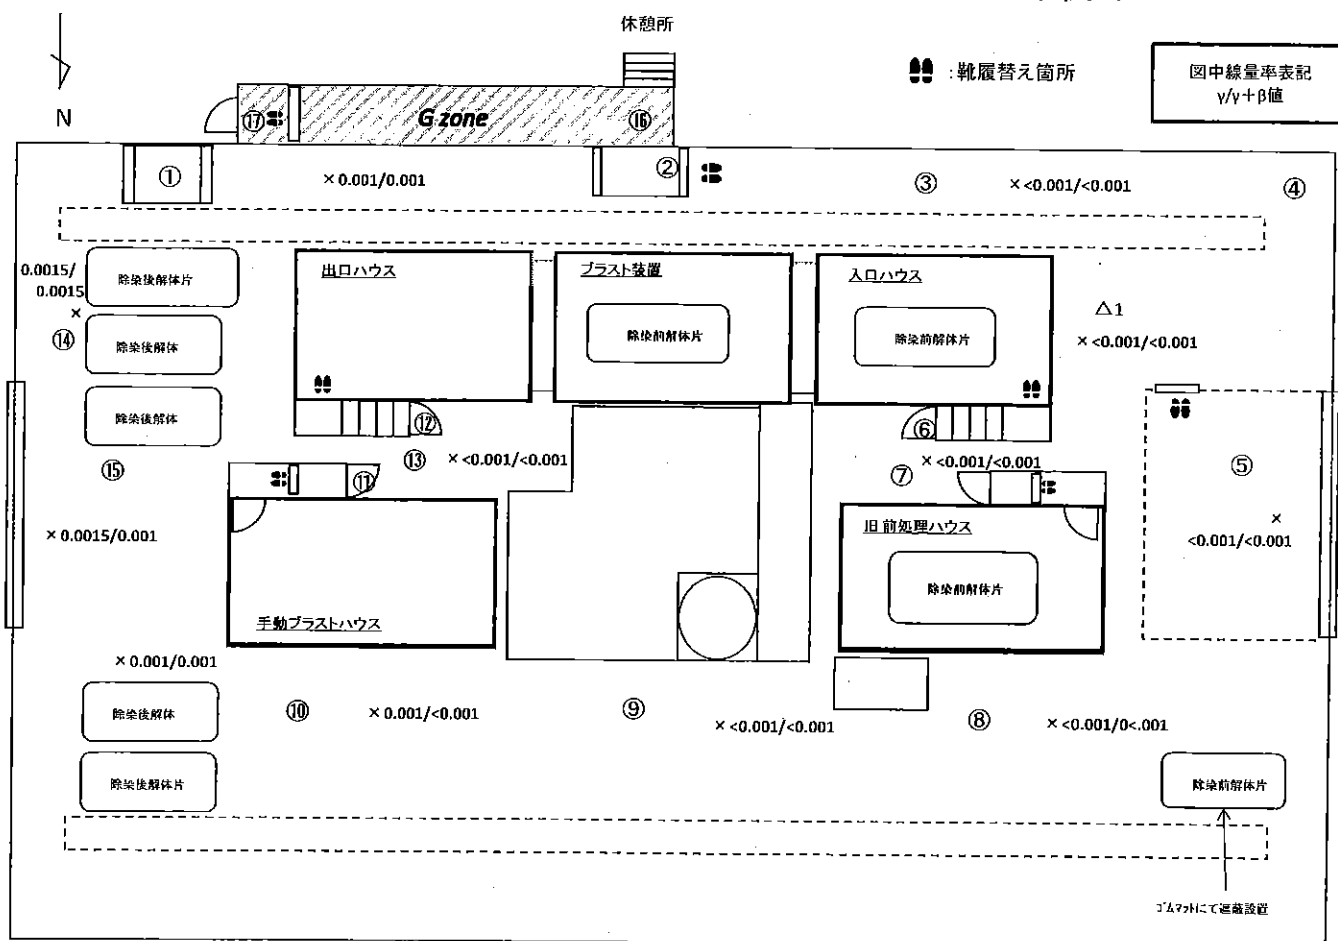 休憩所
:靴履替え箇所
図中線量率表記
γ/γ+β値
N
⑰
G zone
⑯
①
×0.001/0.001
②
③
×<0.001/<0.001
④
0.0015/
0.0015
×
⑭
除染後解体片
除染後解体
除染後解体
出口ハウス
ブラスト装置
除染前解体片
入口ハウス
除染前解体片
△1
×<0.001/<0.001
⑫
⑥
⑮
⑬
×<0.001/<0.001
⑪
×<0.001/<0.001
⑦
⑤
×
<0.001/<0.001
×0.0015/0.001
手動ブラストハウス
旧前処理ハウス
除染前解体片
×0.001/0.001
除染後解体
除染後解体片
⑩
×0.001/<0.001
⑨
×<0.001/<0.001
⑧
×<0.001/0<.001
除染前解体片
ゴムマットにて遮蔽設置